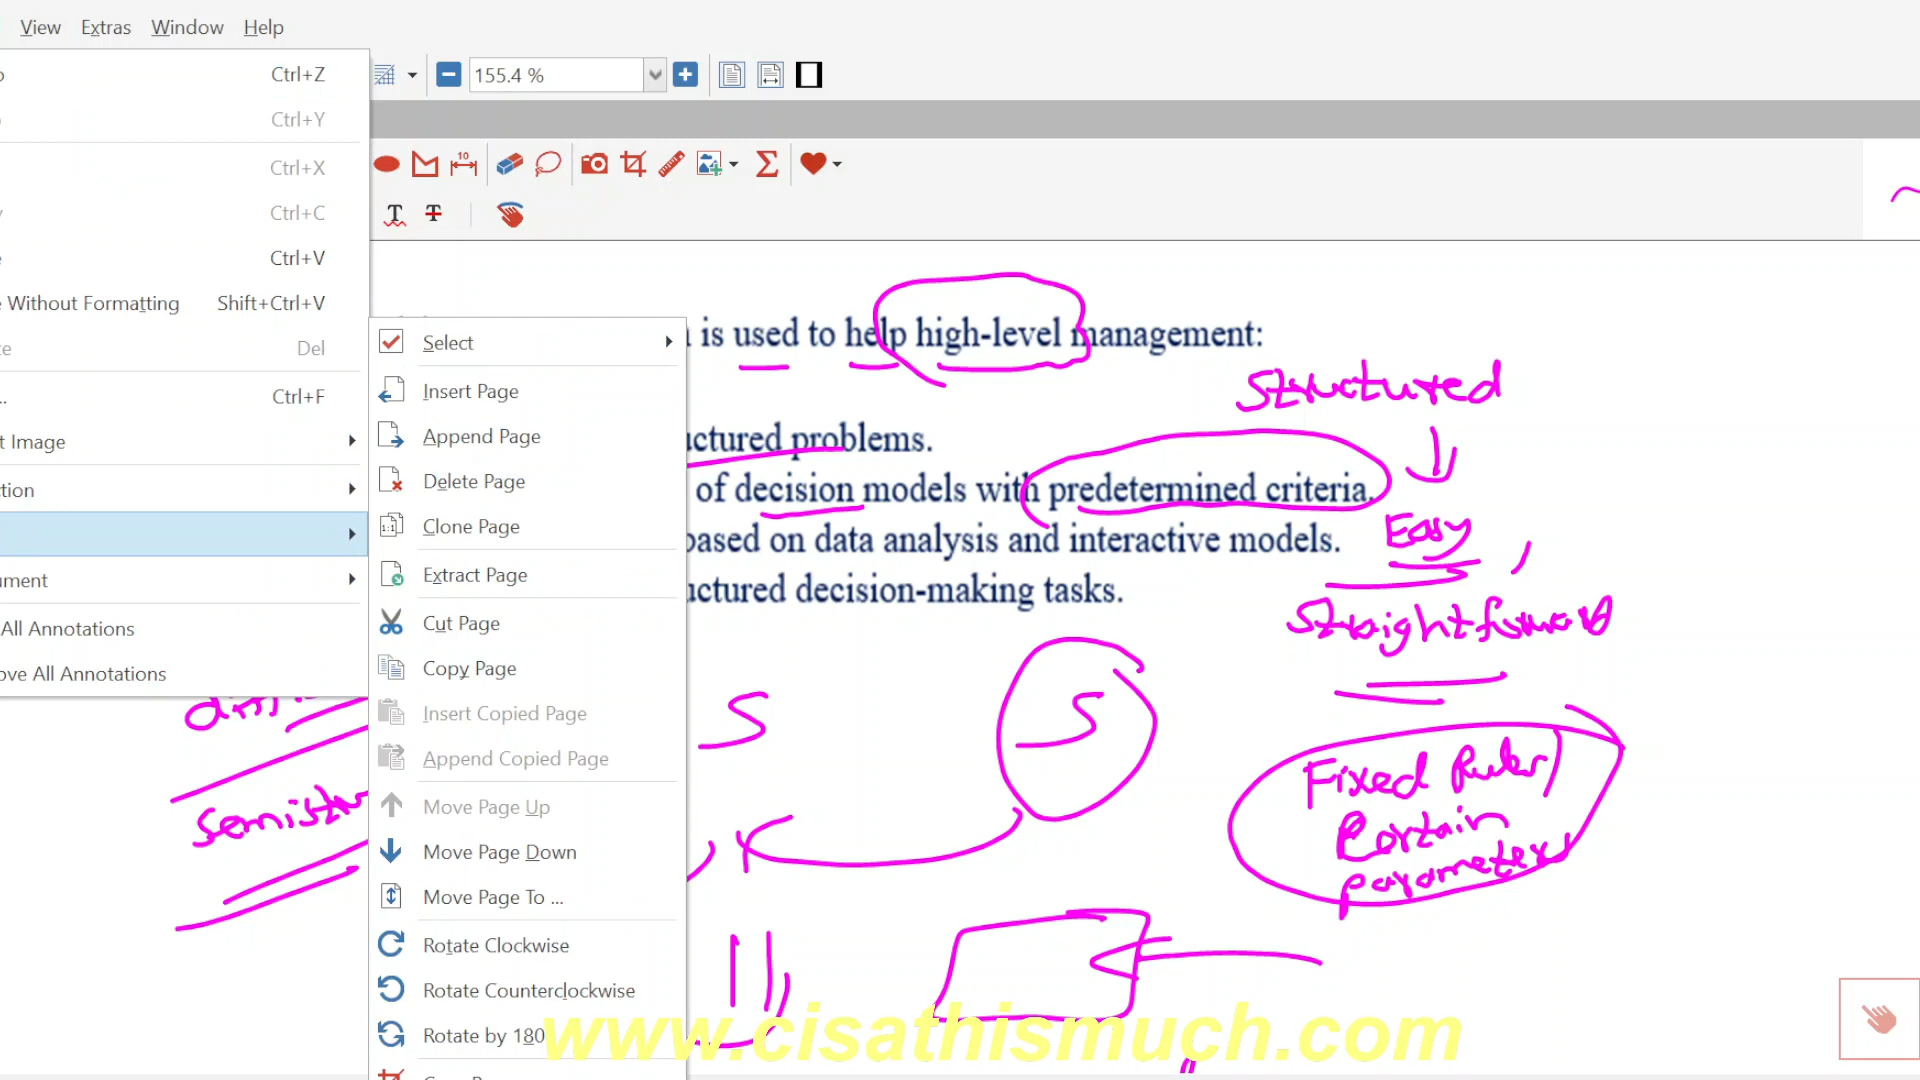 View Extras Window Help
Ctrl+Z
155.4 %
Ctrl+Y
Ctrl+X
10
Ctrl+C
T T
Ctrl+V
Without Formatting Shift+Ctrl+V
Del
Ctrl+F
t Image
tion
ument
All Annotations
ove All Annotations
Select
Insert Page
Append Page
Delete Page
Clone Page
Extract Page
Cut Page
Copy Page
Insert Copied Page
Append Copied Page
Move Page Up
Move Page Down
Move Page To ...
Rotate Clockwise
Rotate Counterclockwise
Rotate by 180
is used to help high-level management:
uctured problems.
of decision models with predetermined criteria.
based on data analysis and interactive models.
uctured decision-making tasks.
Structured
Easy
Straightforward
S S
Fixed Rules
Certain
parameters
www.cisathismuch.com